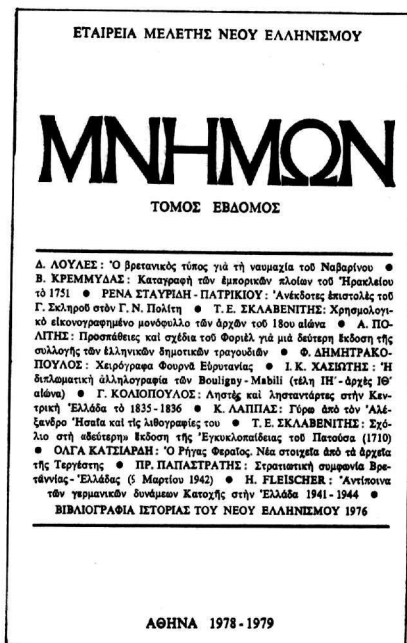 ΕΤΑΙΡΕΙΑ ΜΕΛΕΤΗΣ ΝΕΟΥ ΕΛΛΗΝΙΣΜΟΥ
ΜΝΗΜΩΝ
ΤΟΜΟΣ ΕΒΔΟΜΟΣ
Δ. ΛΟΥΛΕΣ : Ὁ βρετανικὸς τύπος γιὰ τὴ ναυμαχία τοῦ Ναβαρίνου ●
Β. ΚΡΕΜΜΥΔΑΣ : Καταγραφὴ τῶν ἐμπορικῶν πλοίων τοῦ Ἡρακλείου
τὸ 1751 ● ΡΕΝΑ ΣΤΑΥΡΙΔΗ - ΠΑΤΡΙΚΙΟΥ : Ἀνέκδοτες ἐπιστολὲς τοῦ
Γ. Σκληροῦ στὸν Γ. Ν. Πολίτη ● Τ. Ε. ΣΚΛΑΒΕΝΙΤΗΣ : Χρησμολογι-
κὸ εἰκονογραφημένο μονόφυλλο τῶν ἀρχῶν τοῦ 18ου αἰώνα ● Α. ΠΟ-
ΛΙΤΗΣ : Προσπάθειες καὶ σχέδια τοῦ Φοριὲλ γιὰ μιὰ δεύτερη ἔκδοση τῆς
συλλογῆς τῶν ἑλληνικῶν δημοτικῶν τραγουδιῶν ● Φ. ΔΗΜΗΤΡΑΚΟ-
ΠΟΥΛΟΣ : Χειρόγραφα Φουρνᾶ Εὐρυτανίας ● Ι. Κ. ΧΑΣΙΩΤΗΣ : Ἡ
διπλωματικὴ ἀλληλογραφία τῶν Bouligny - Mabili (τέλη ΙΗ΄ - ἀρχὲς ΙΘ΄
αἰώνα) ● Γ. ΚΟΛΙΟΠΟΥΛΟΣ : Ληστὲς καὶ λησταντάρτες στὴν Κεν-
τρικὴ Ἑλλάδα τὸ 1835 - 1836 ● Κ. ΛΑΠΠΑΣ : Γύρω ἀπὸ τὸν Ἀλέ-
ξανδρο Ἠσαΐα καὶ τὶς λιθογραφίες του ● Τ. Ε. ΣΚΛΑΒΕΝΙΤΗΣ : Σχό-
λιο στὴ «δεύτερη» ἔκδοση τῆς Ἐγκυκλοπαίδειας τοῦ Πατούσα (1710)
● ΟΛΓΑ ΚΑΤΣΙΑΡΔΗ : Ὁ Ρήγας Φεραῖος. Νέα στοιχεῖα ἀπὸ τὰ ἀρχεῖα
τῆς Τεργέστης ● ΠΡ. ΠΑΠΑΣΤΡΑΤΗΣ : Στρατιωτικὴ συμφωνία Βρε-
τάννίας - Ἑλλάδας (9 Μαρτίου 1942) ● H. FLEISCHER : Ἀντίποινα
τῶν γερμανικῶν δυνάμεων Κατοχῆς στὴν Ἑλλάδα 1941 - 1944 ●
ΒΙΒΛΙΟΓΡΑΦΙΑ ΙΣΤΟΡΙΑΣ ΤΟΥ ΝΕΟΥ ΕΛΛΗΝΙΣΜΟΥ 1976
ΑΘΗΝΑ 1978 - 1979